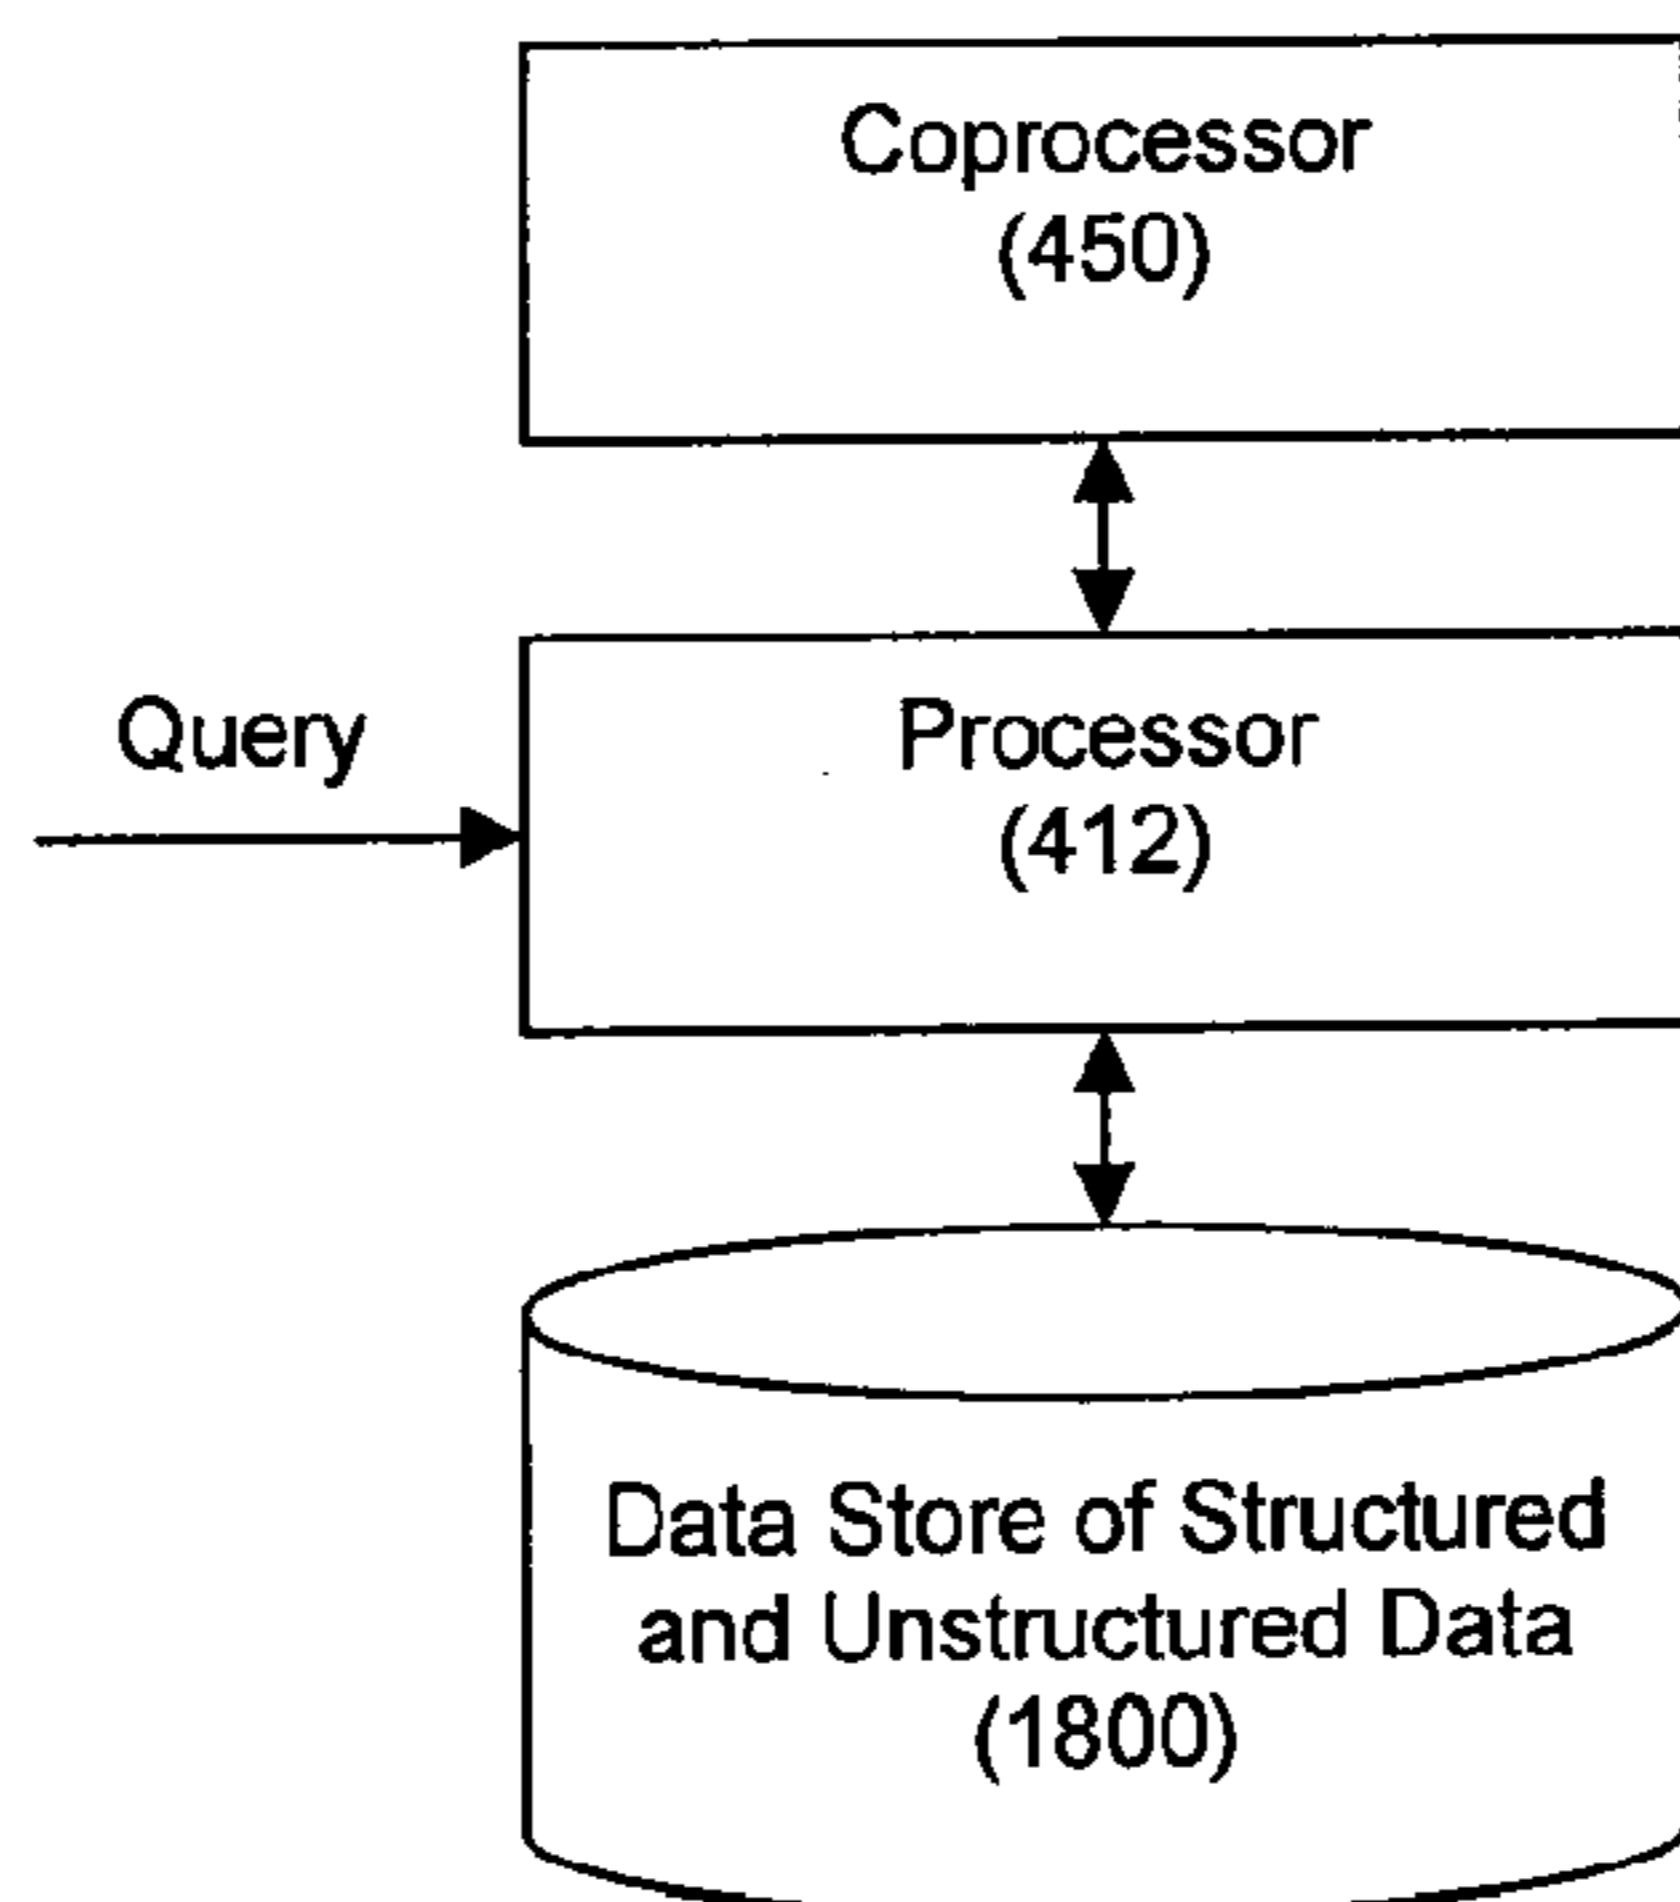 Coprocessor
(450)
Query
Processor
(412)
Data Store of Structured
and Unstructured Data
(1800)